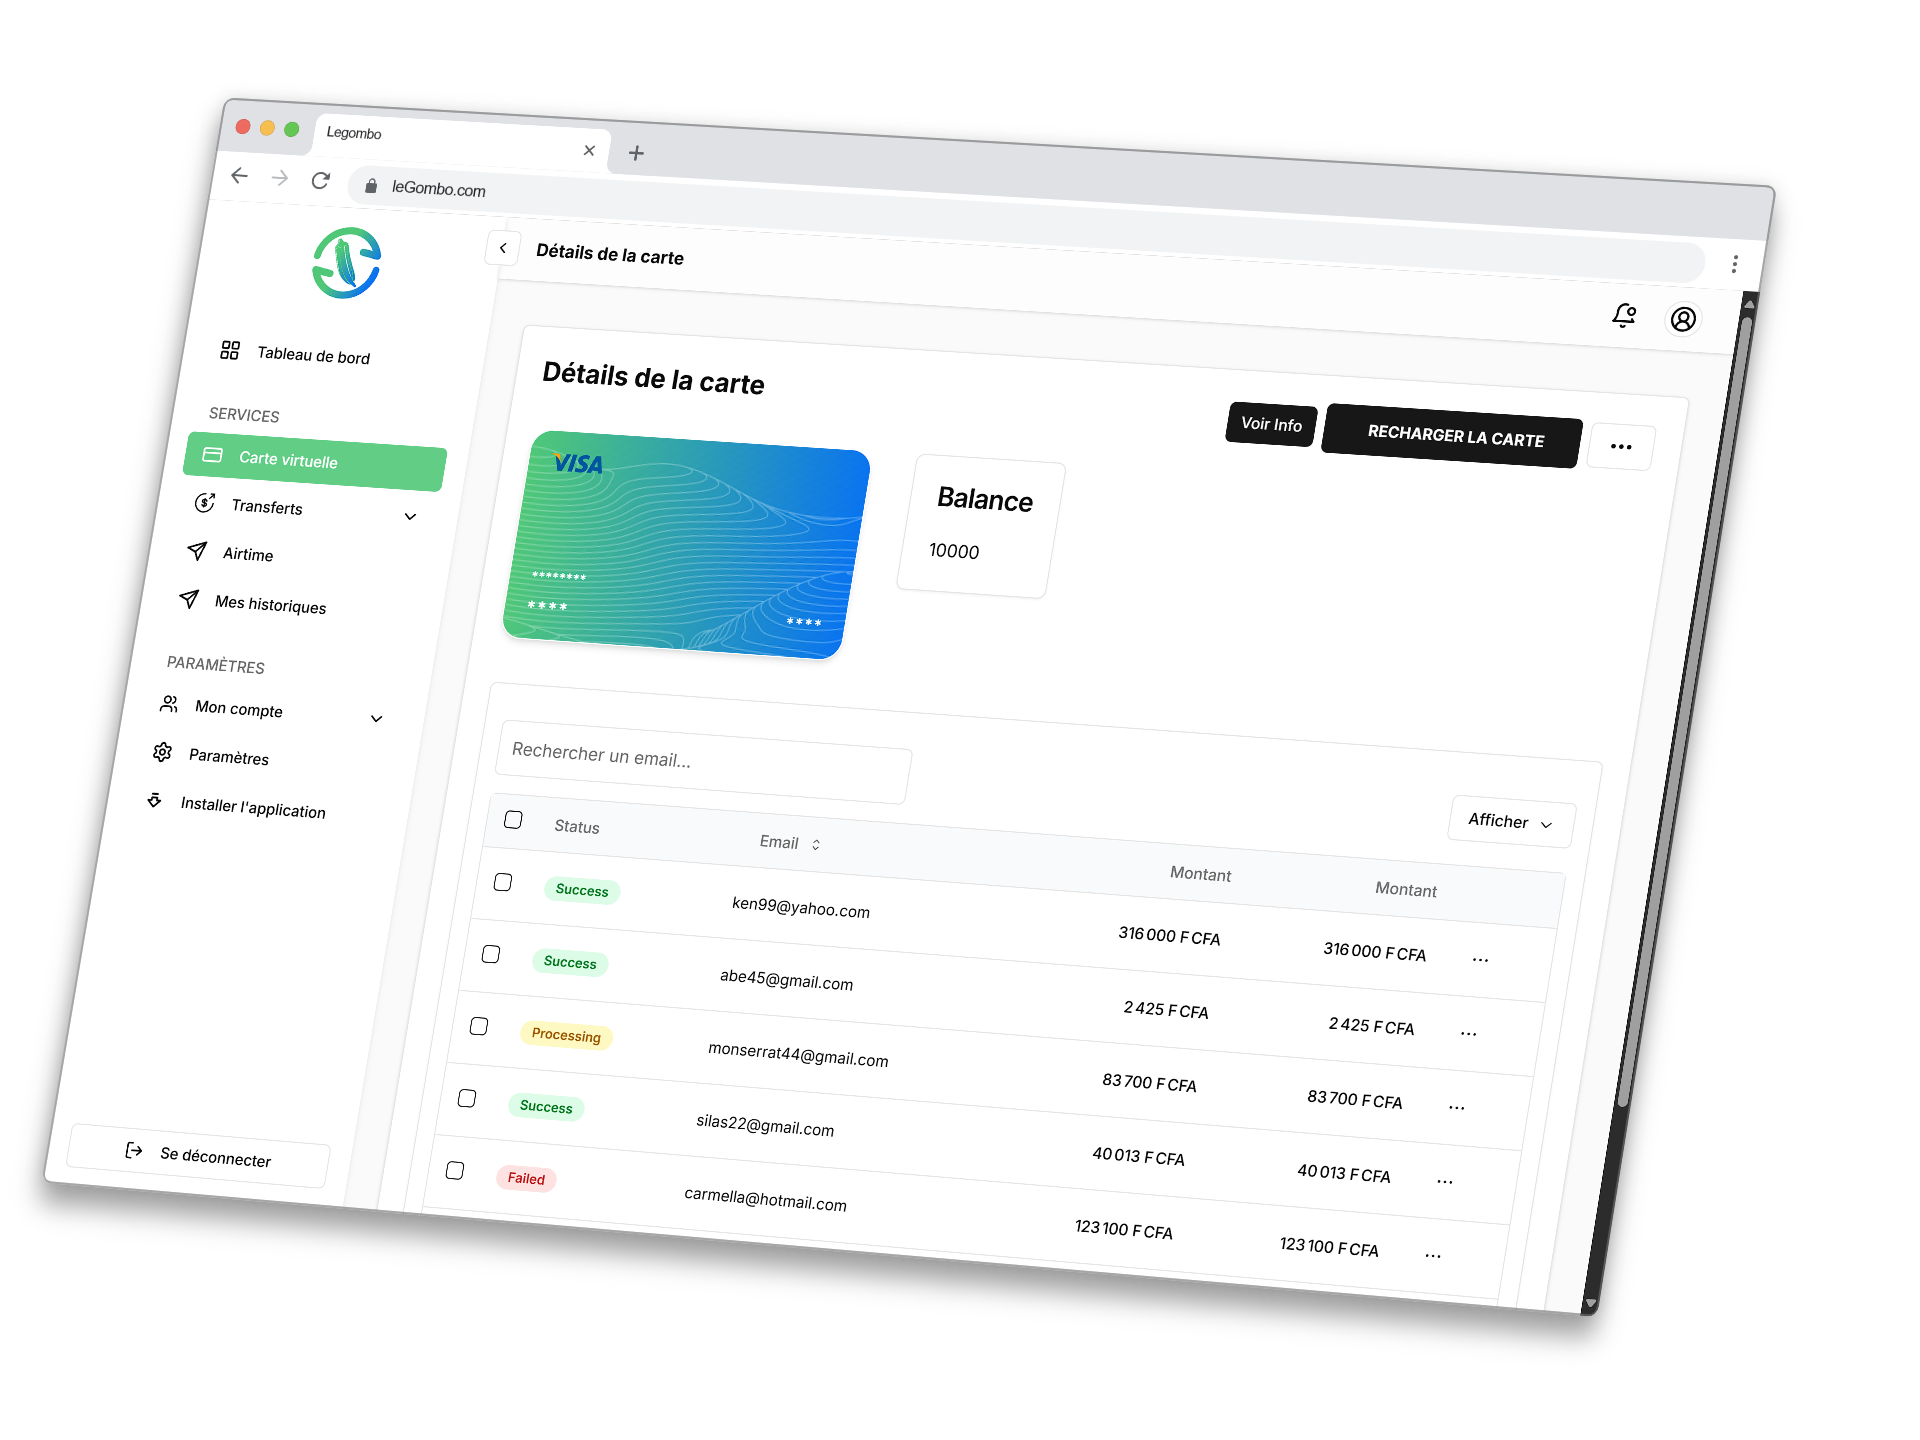 Legombo
leGombo.com
Détails de la carte
Tableau de bord
SERVICES
Carte virtuelle
Transferts
Airtime
Mes historiques
PARAMÈTRES
Mon compte
Paramètres
Installer l'application
Se déconnecter
Détails de la carte
Voir Info
RECHARGER LA CARTE
VISA
********
****
****
Balance
10000
Rechercher un email...
Afficher
Status Email Montant Montant
Success ken99@yahoo.com 316 000 F CFA 316 000 F CFA
Success abe45@gmail.com 2 425 F CFA 2 425 F CFA
Processing monserrat44@gmail.com 83 700 F CFA 83 700 F CFA
Success silas22@gmail.com 40 013 F CFA 40 013 F CFA
Failed carmella@hotmail.com 123 100 F CFA 123 100 F CFA